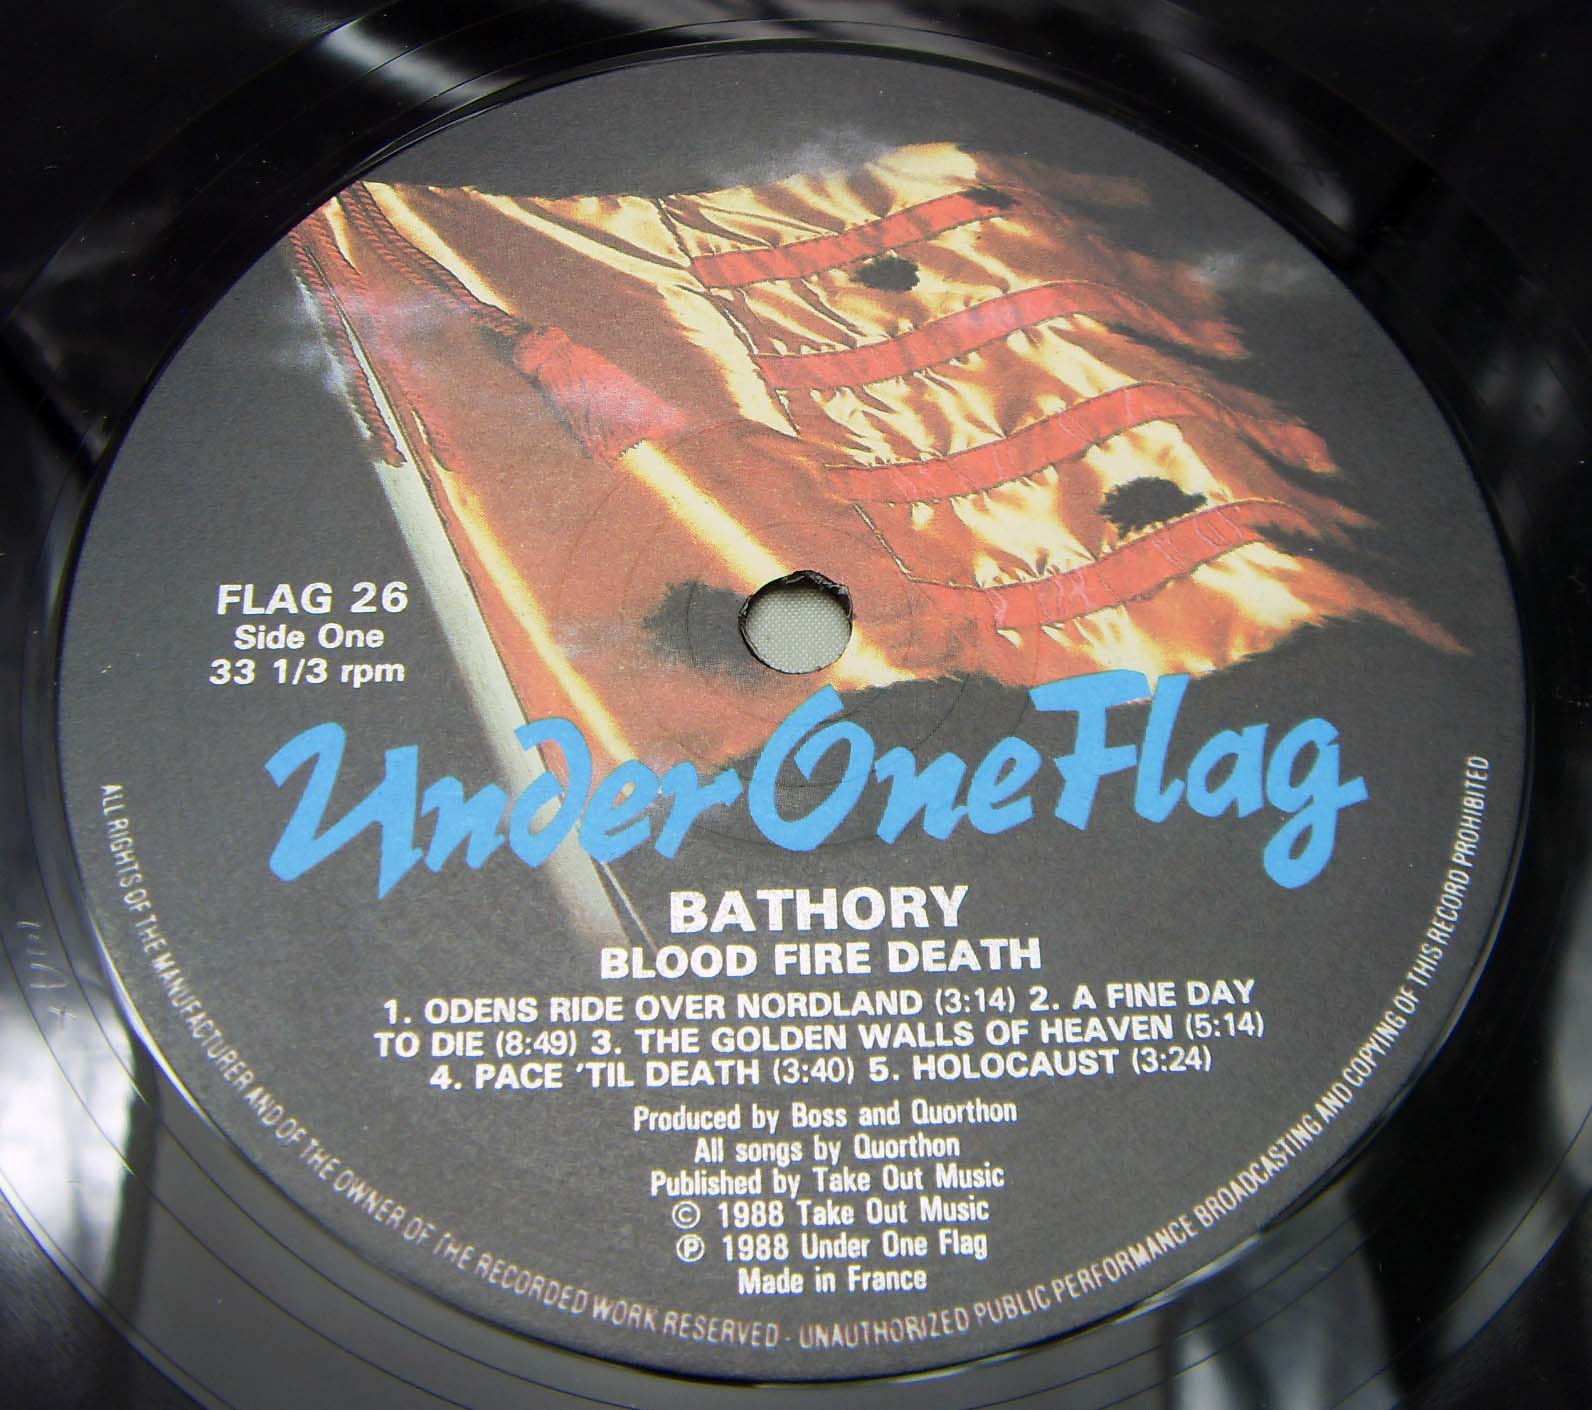 FLAG 26
Side One
33 1/3 rpm
Under One Flag
BATHORY
BLOOD FIRE DEATH
1. ODENS RIDE OVER NORDLAND (3:14) 2. A FINE DAY
TO DIE (8:49) 3. THE GOLDEN WALLS OF HEAVEN (5:14)
4. PACE 'TIL DEATH (3:40) 5. HOLOCAUST (3:24)
Produced by Boss and Quorthon
All songs by Quorthon
Published by Take Out Music
© 1988 Take Out Music
℗ 1988 Under One Flag
Made in France
ALL RIGHTS OF THE MANUFACTURER AND OF THE OWNER OF THE RECORDED WORK RESERVED - UNAUTHORIZED PUBLIC PERFORMANCE BROADCASTING AND COPYING OF THIS RECORD PROHIBITED